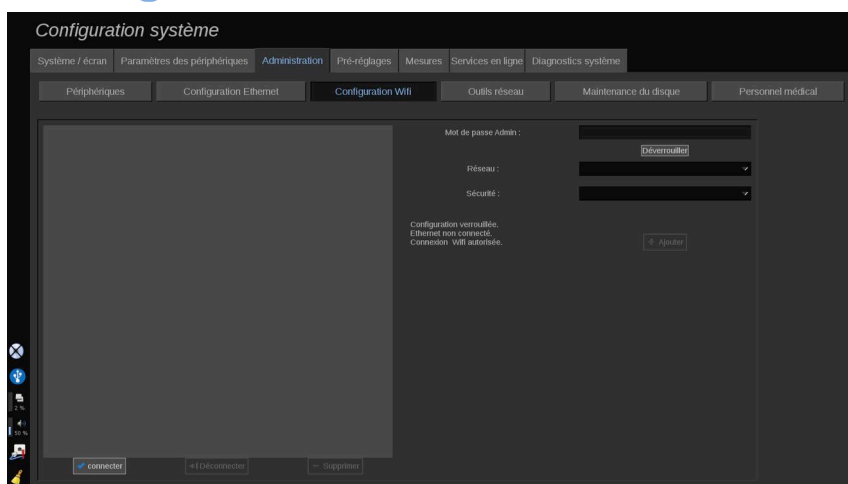 Configuration système
Système / écran Paramètres des périphériques Administration Pré-réglages Mesures Services en ligne Diagnostics système
Périphériques Configuration Ethernet Configuration Wifi Outils réseau Maintenance du disque Personnel médical
Mot de passe Admin :
Déverrouiller
Réseau :
Sécurité :
Configuration verrouillée.
Ethernet non connecté.
Connexion Wifi autorisée.
+ Ajouter
2 %
50 %
connecter Déconnecter — Supprimer